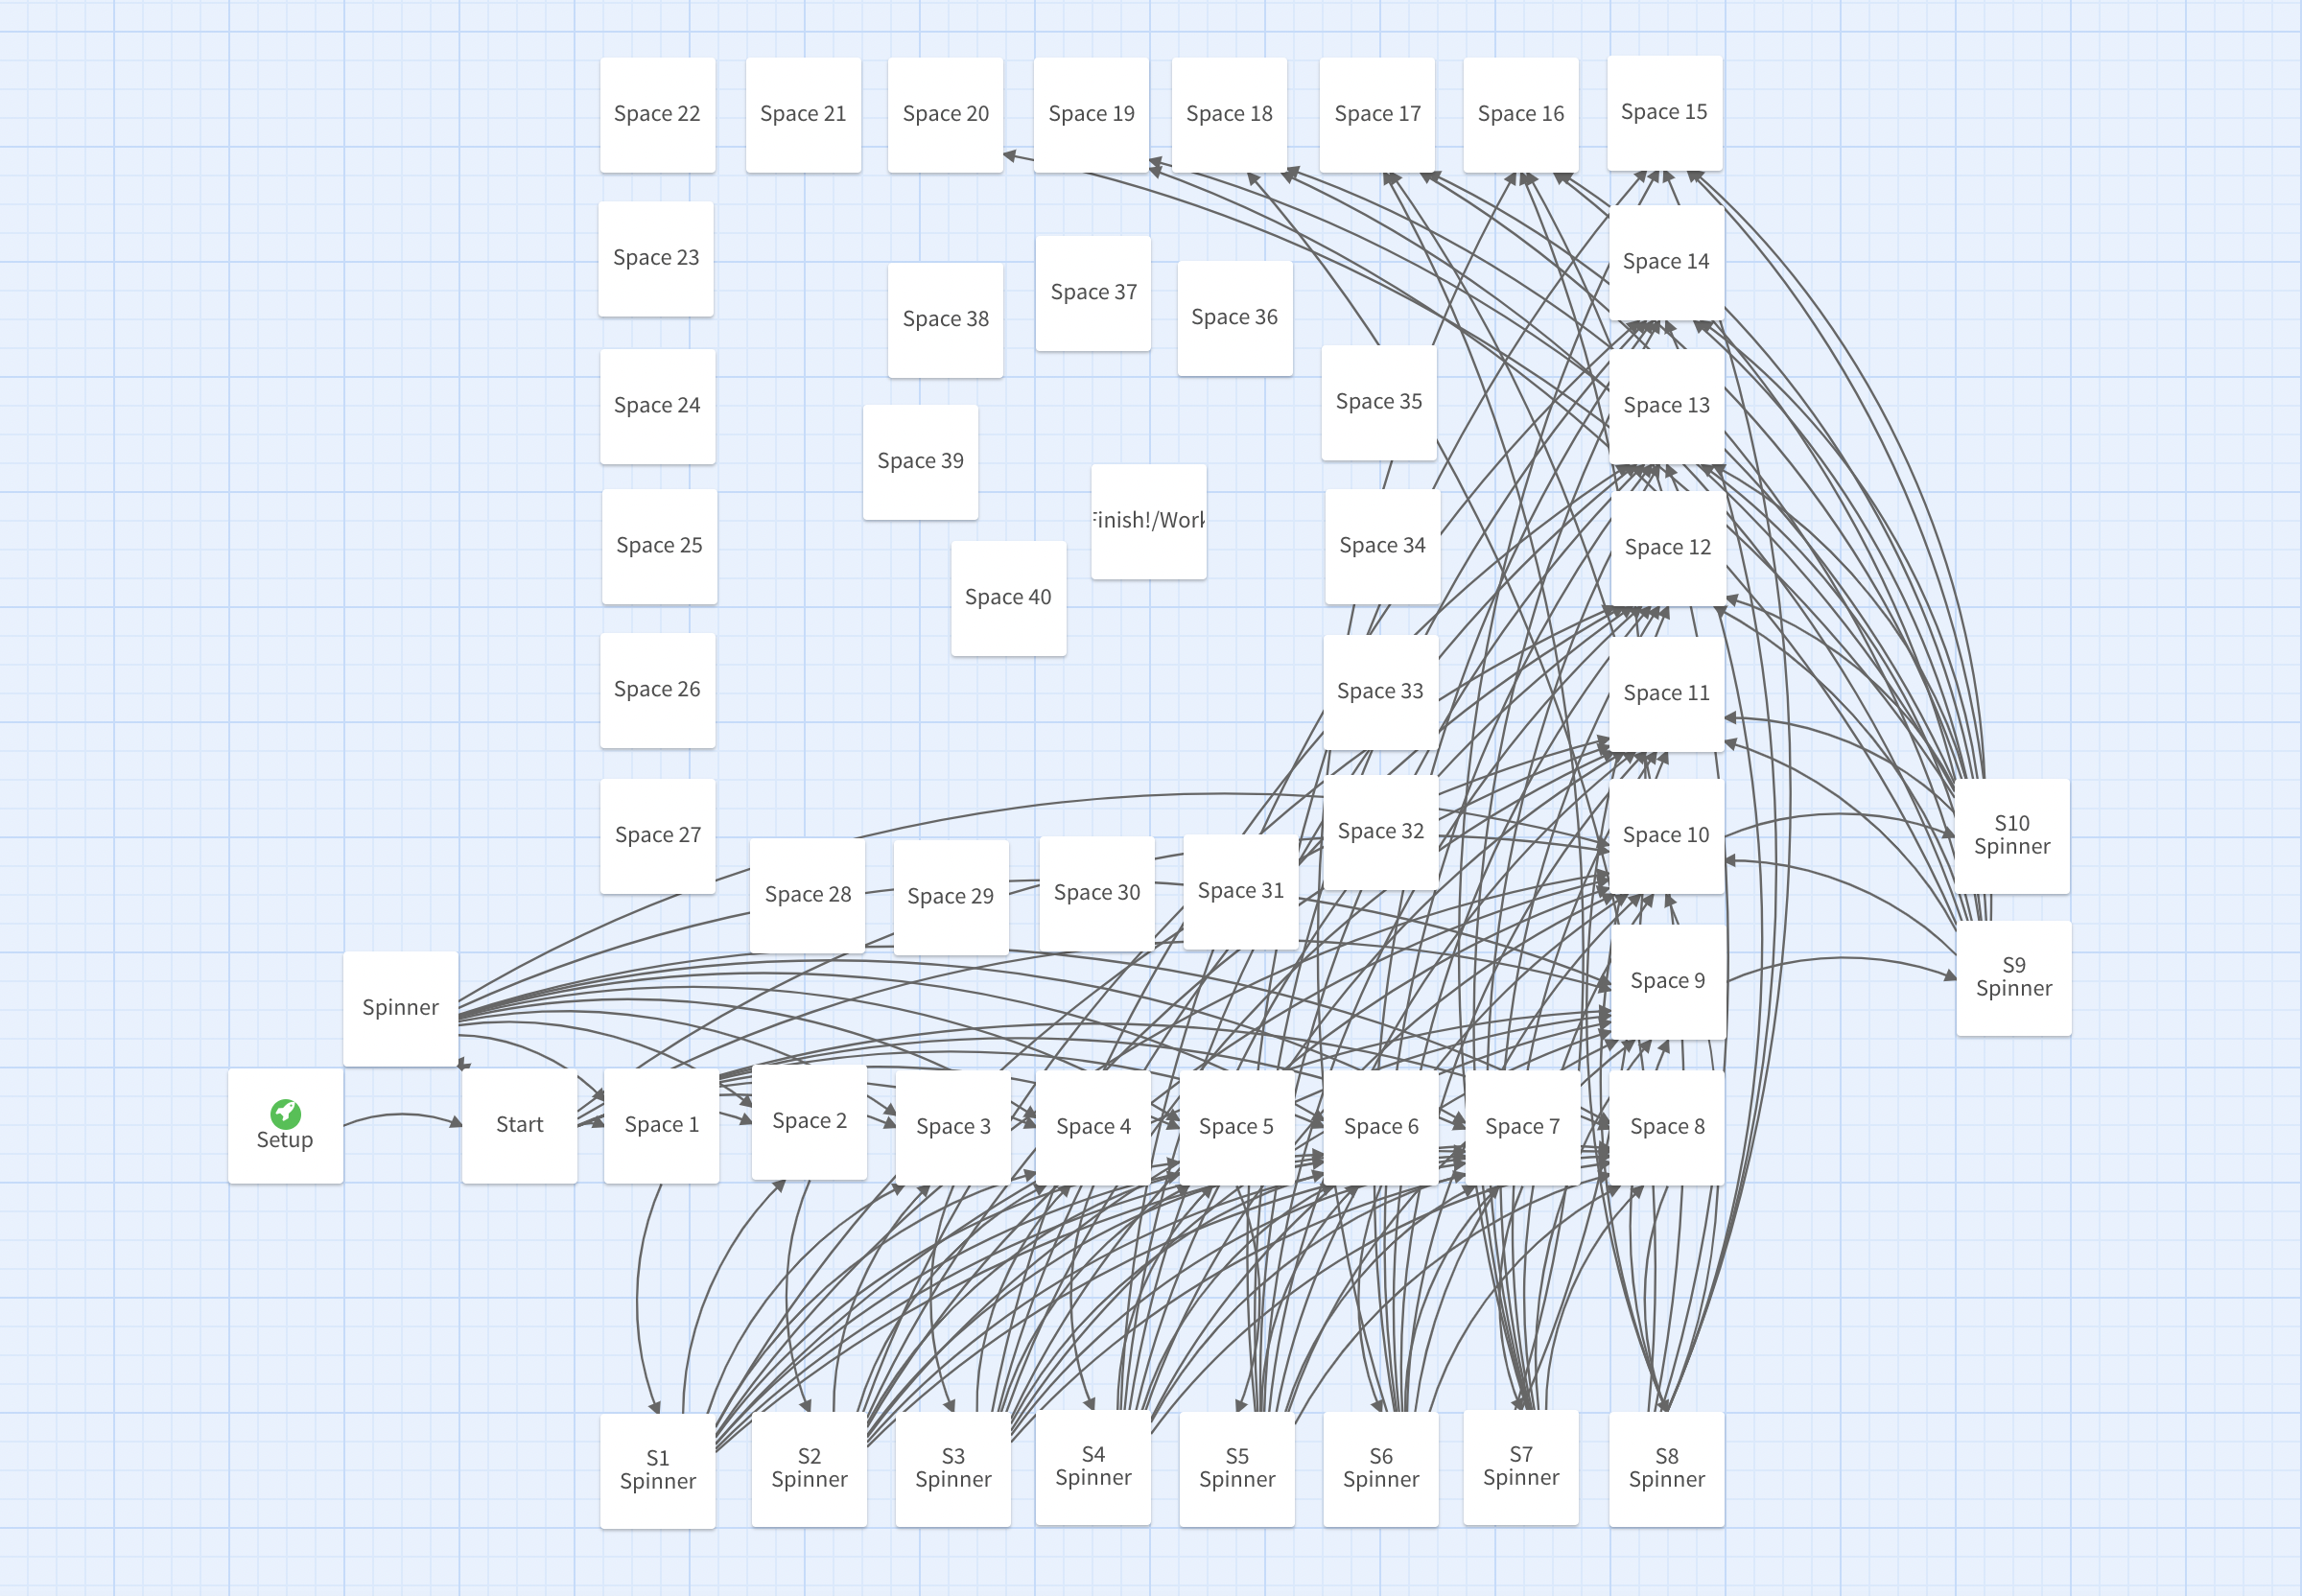 Space 22
Space 21
Space 20
Space 19
Space 18
Space 17
Space 16
Space 15
Space 23
Space 38
Space 37
Space 36
Space 14
Space 24
Space 39
Space 35
Space 13
Space 25
Finish!/Work
Space 34
Space 12
Space 40
Space 26
Space 33
Space 11
Space 27
Space 28
Space 29
Space 30
Space 31
Space 32
Space 10
S10
Spinner
Spinner
Space 9
S9
Spinner
Setup
Start
Space 1
Space 2
Space 3
Space 4
Space 5
Space 6
Space 7
Space 8
S1
Spinner
S2
Spinner
S3
Spinner
S4
Spinner
S5
Spinner
S6
Spinner
S7
Spinner
S8
Spinner